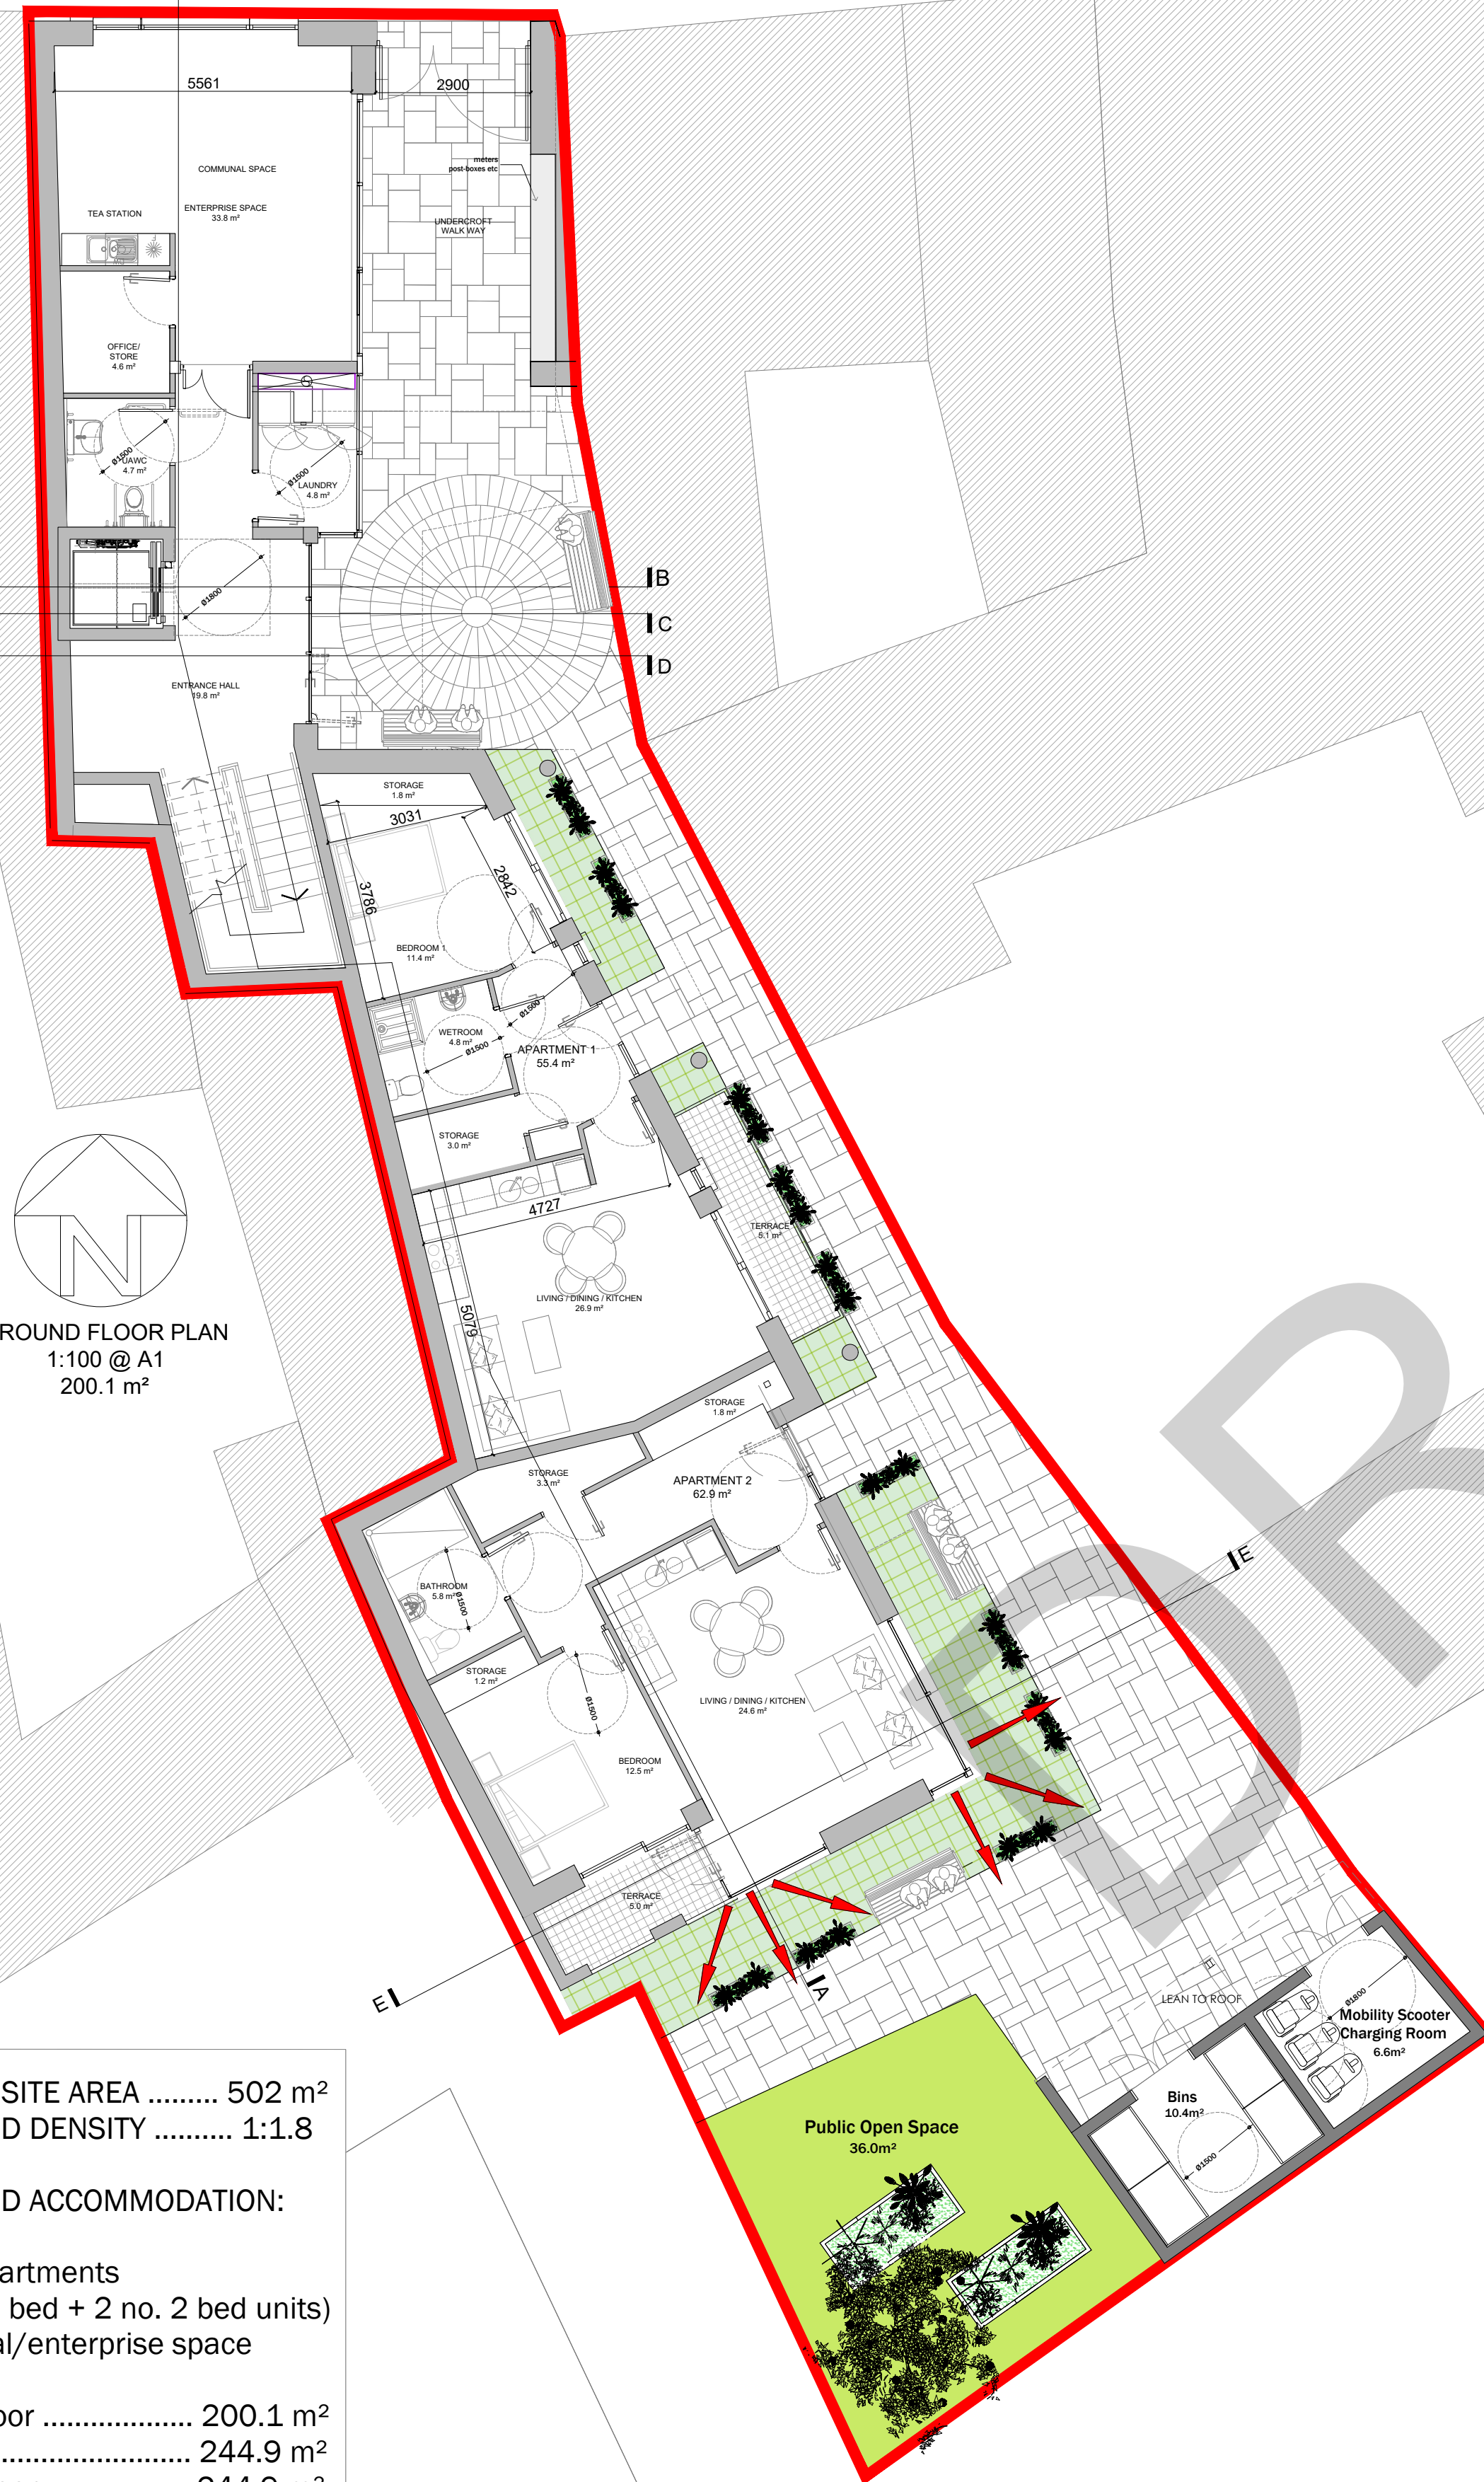 5561
2900
meters
post-boxes etc
COMMUNAL SPACE
ENTERPRISE SPACE
33.8 m²
TEA STATION
UNDERCROFT
WALK WAY
OFFICE/
STORE
4.6 m²
Ø1500
UAWC
4.7 m²
Ø1500
LAUNDRY
4.8 m²
Ø1800
B
C
D
ENTRANCE HALL
19.8 m²
STORAGE
1.8 m²
3031
3786
2842
BEDROOM 1
11.4 m²
WETROOM
4.8 m²
Ø1500
Ø1500
APARTMENT 1
55.4 m²
STORAGE
3.0 m²
4727
TERRACE
5.1 m²
LIVING / DINING / KITCHEN
26.9 m²
5079
N
ROUND FLOOR PLAN
1:100 @ A1
200.1 m²
STORAGE
1.8 m²
STORAGE
3.3 m²
APARTMENT 2
62.9 m²
BATHROOM
5.8 m²
Ø1500
STORAGE
1.2 m²
Ø1500
LIVING / DINING / KITCHEN
24.6 m²
BEDROOM
12.5 m²
E
TERRACE
5.0 m²
E
A
LEAN TO ROOF
Ø1800
Mobility Scooter
Charging Room
6.6m²
Bins
10.4m²
Ø1500
Public Open Space
36.0m²
SITE AREA ......... 502 m²
D DENSITY .......... 1:1.8
D ACCOMMODATION:
artments
bed + 2 no. 2 bed units)
al/enterprise space
oor ................... 200.1 m²
......................... 244.9 m²
DR